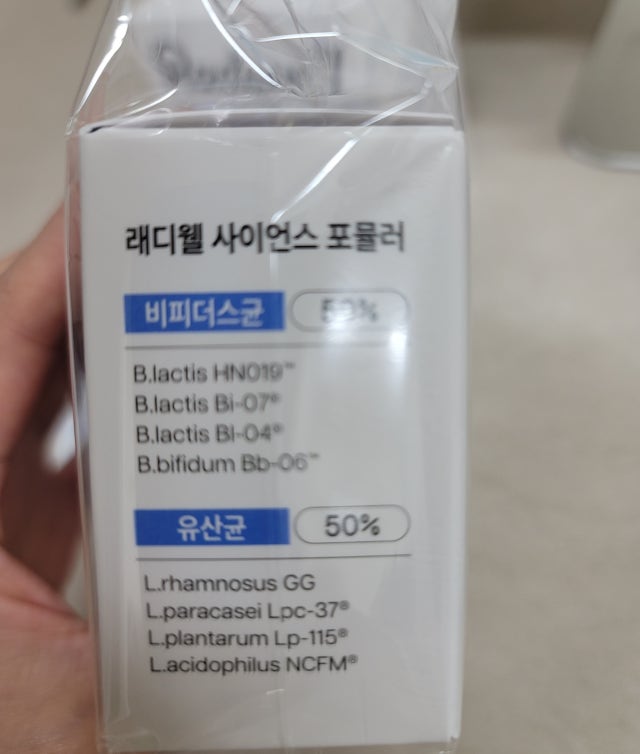 래디웰 사이언스 포뮬러
비피더스균 50%
B.lactis HN019™
B.lactis Bi-07®
B.lactis Bl-04®
B.bifidum Bb-06™
유산균 50%
L.rhamnosus GG
L.paracasei Lpc-37®
L.plantarum Lp-115®
L.acidophilus NCFM®